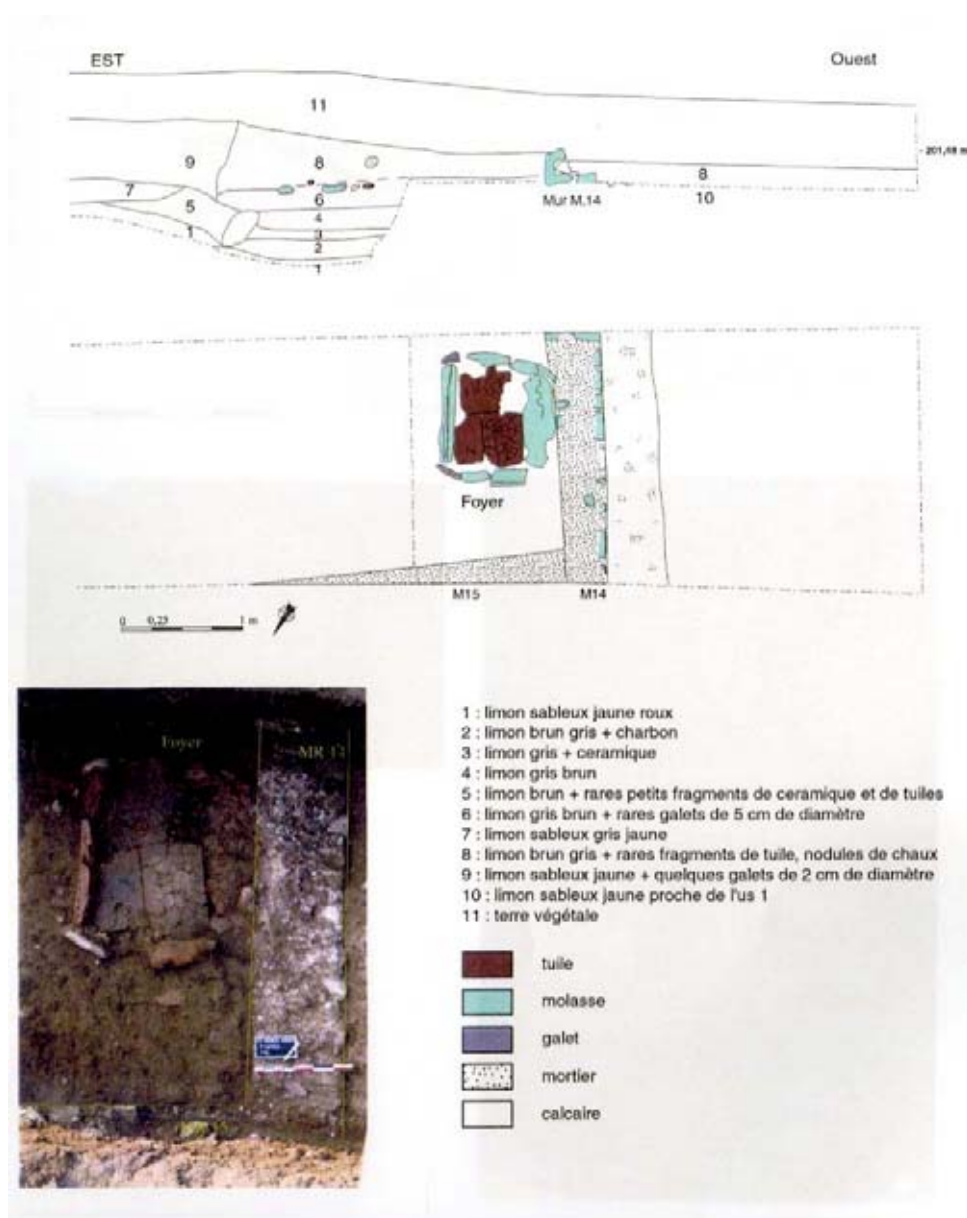 EST Ouest
11
201,48 m
9 8 8
7 6 10
5 4
1 3
2
1
Mur M.14
Foyer
M15 M14
0 0,25 1 m
Foyer
1 : limon sableux jaune roux
2 : limon brun gris + charbon
3 : limon gris + ceramique
4 : limon gris brun
5 : limon brun + rares petits fragments de ceramique et de tuiles
6 : limon gris brun + rares galets de 5 cm de diamètre
7 : limon sableux gris jaune
8 : limon brun gris + rares fragments de tuile, nodules de chaux
9 : limon sableux jaune + quelques galets de 2 cm de diamètre
10 : limon sableux jaune proche de l'us 1
11 : terre végétale
tuile
molasse
galet
mortier
calcaire